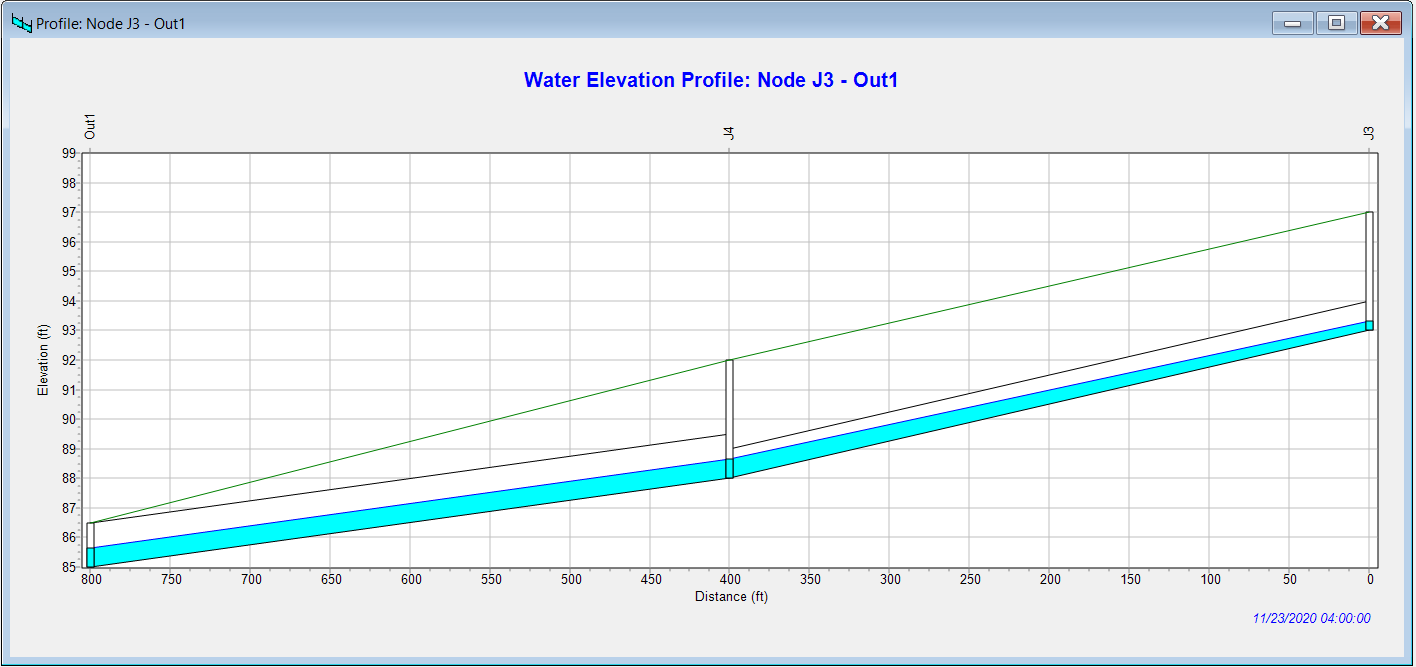 Profile: Node J3 - Out1
Water Elevation Profile: Node J3 - Out1
Out1
J4
J3
99
98
97
96
95
94
93
92
91
90
89
88
87
86
85
Elevation (ft)
800 750 700 650 600 550 500 450 400 350 300 250 200 150 100 50 0
Distance (ft)
11/23/2020 04:00:00